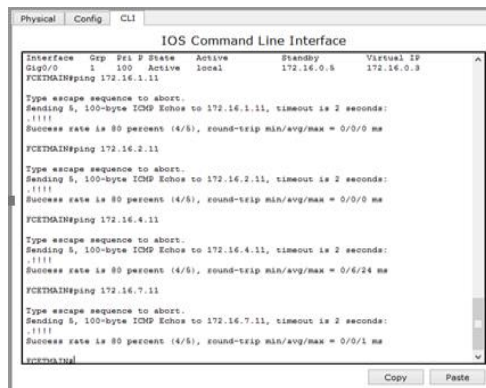 Physical Config CLI
IOS Command Line Interface
Interface Grp Pri P State Active Standby Virtual IP
Gig0/0 1 100 Active local 172.16.0.5 172.16.0.3
FCETMAIN#ping 172.16.1.11
Type escape sequence to abort.
Sending 5, 100-byte ICMP Echos to 172.16.1.11, timeout is 2 seconds:
.!!!!
Success rate is 80 percent (4/5), round-trip min/avg/max = 0/0/0 ms
FCETMAIN#ping 172.16.2.11
Type escape sequence to abort.
Sending 5, 100-byte ICMP Echos to 172.16.2.11, timeout is 2 seconds:
.!!!!
Success rate is 80 percent (4/5), round-trip min/avg/max = 0/0/0 ms
FCETMAIN#ping 172.16.4.11
Type escape sequence to abort.
Sending 5, 100-byte ICMP Echos to 172.16.4.11, timeout is 2 seconds:
.!!!!
Success rate is 80 percent (4/5), round-trip min/avg/max = 0/6/24 ms
FCETMAIN#ping 172.16.7.11
Type escape sequence to abort.
Sending 5, 100-byte ICMP Echos to 172.16.7.11, timeout is 2 seconds:
.!!!!
Success rate is 80 percent (4/5), round-trip min/avg/max = 0/0/1 ms
FCETMAIN#
Copy Paste